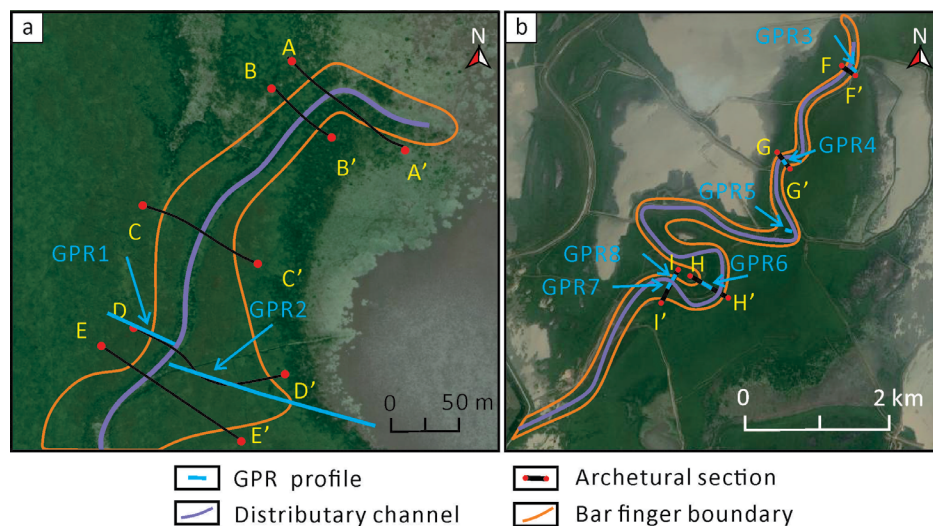 a
N
A
B
B'
A'
C
C'
GPR1
D
GPR2
E
D'
E'
0 50 m
b
N
GPR3
F
F'
G
GPR4
G'
GPR5
GPR8
I
H
GPR6
GPR7
H'
I'
0 2 km
GPR profile
Archetural section
Distributary channel
Bar finger boundary